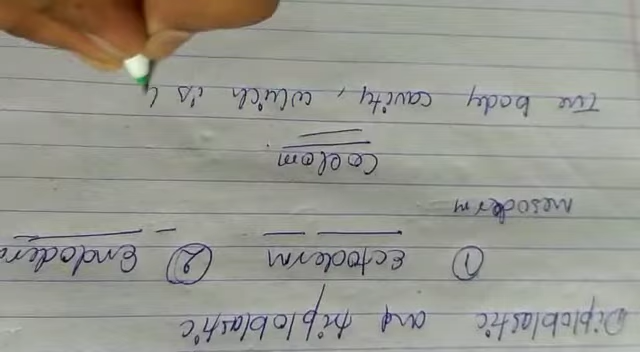 Diploblastic and triploblastic
① Ectoderm ② Endoderm
mesoderm
Coelom
The body cavity, which is l